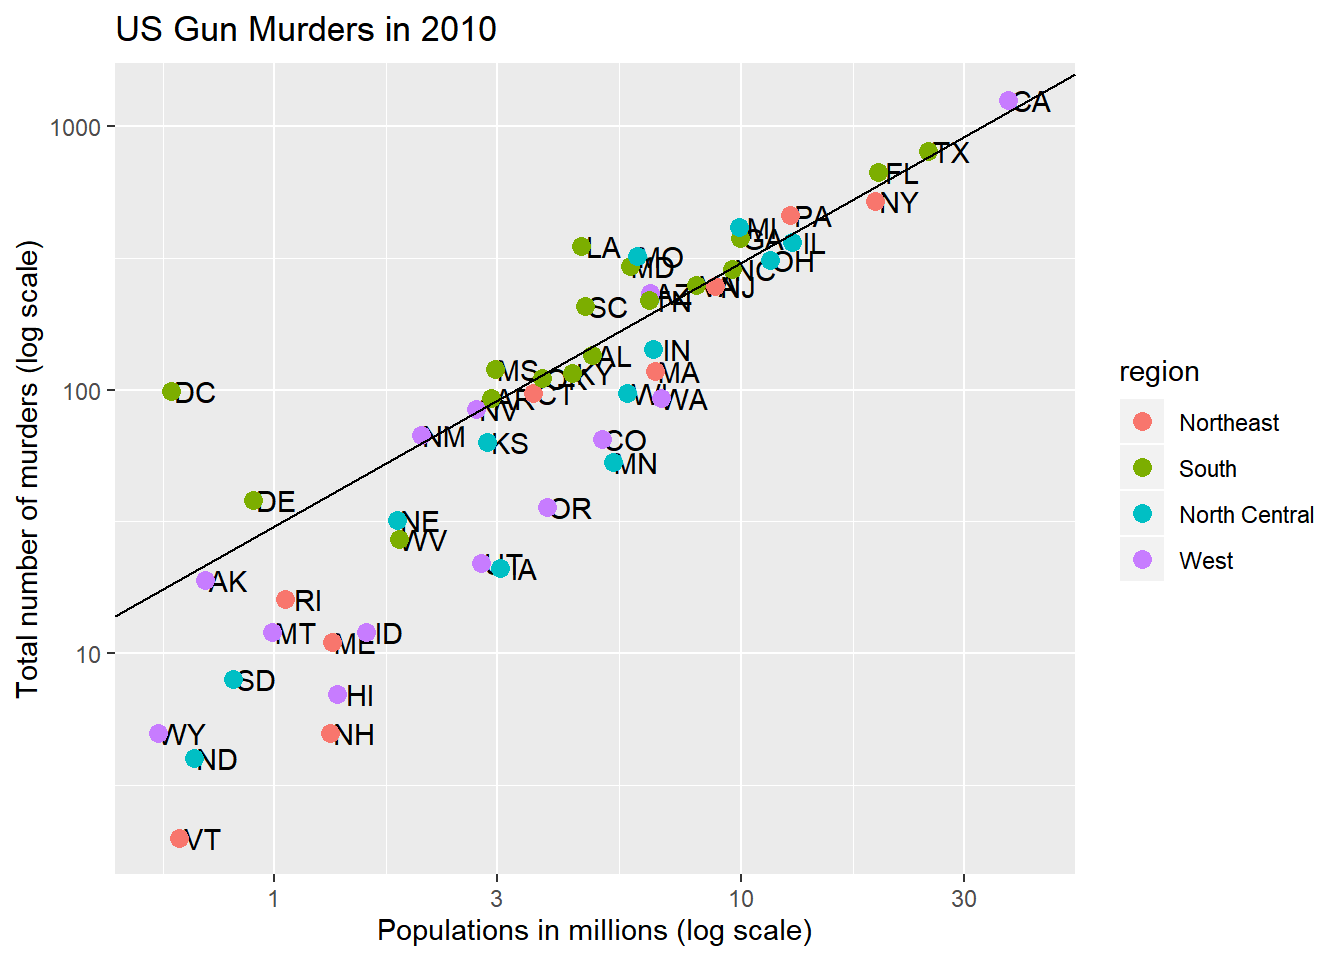 US Gun Murders in 2010
Total number of murders (log scale)
1000
100
10
CA
TX
FL
NY
PA
MI
GA
IL
LA
MO
OH
MD
NC
AZ
TN
VA
NJ
SC
IN
AL
MA
MS
KY
OK
DC
AR
CT
WI
WA
NV
NM
KS
CO
MN
DE
OR
NE
WV
UT
IA
AK
RI
MT
ID
ME
SD
HI
WY
NH
ND
VT
1
3
10
30
Populations in millions (log scale)
region
Northeast
South
North Central
West